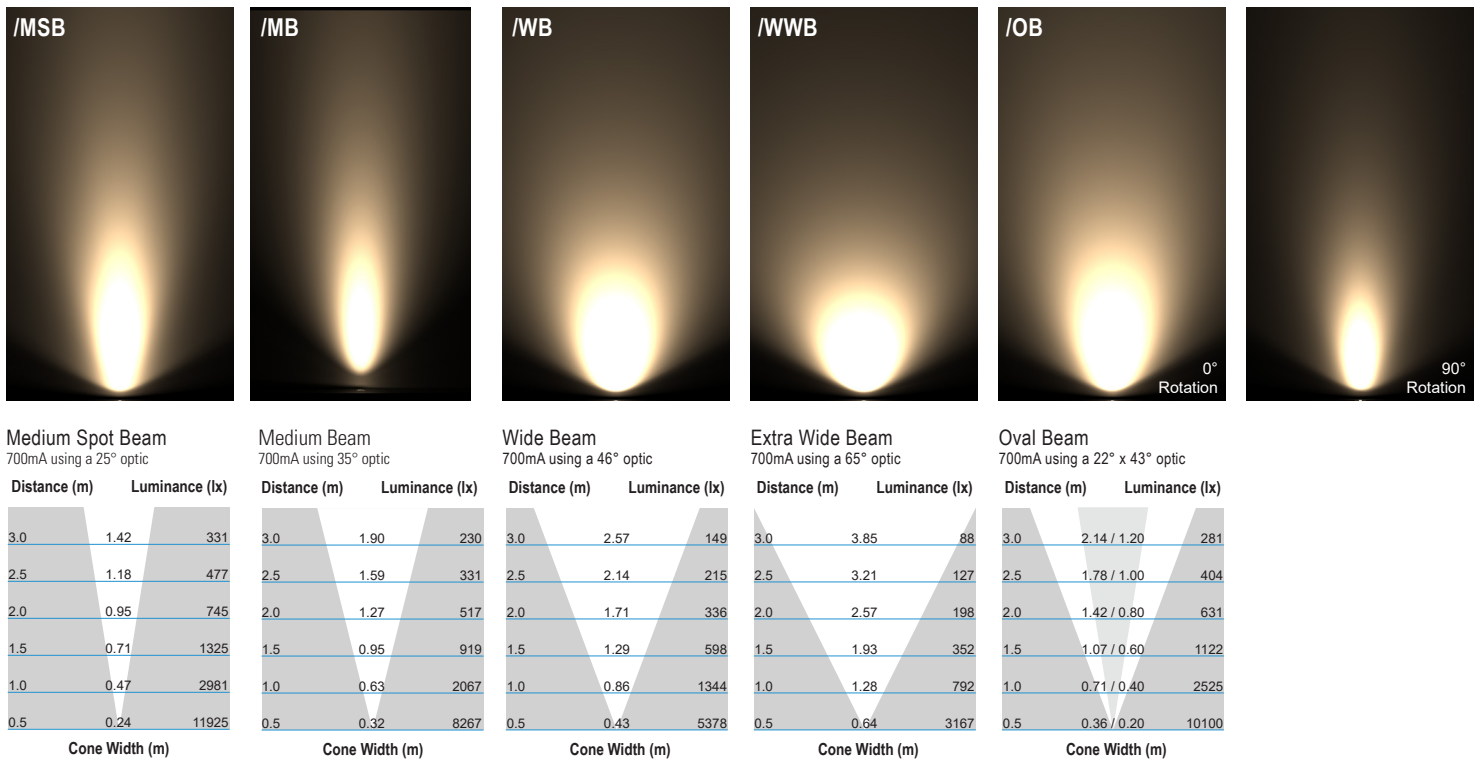 /MSB
/MB
/WB
/WWB
/OB
0°
Rotation
90°
Rotation
Medium Spot Beam
700mA using a 25° optic
Distance (m) Luminance (lx)
3.0 1.42 331
2.5 1.18 477
2.0 0.95 745
1.5 0.71 1325
1.0 0.47 2981
0.5 0.24 11925
Cone Width (m)
Medium Beam
700mA using 35° optic
Distance (m) Luminance (lx)
3.0 1.90 230
2.5 1.59 331
2.0 1.27 517
1.5 0.95 919
1.0 0.63 2067
0.5 0.32 8267
Cone Width (m)
Wide Beam
700mA using a 46° optic
Distance (m) Luminance (lx)
3.0 2.57 149
2.5 2.14 215
2.0 1.71 336
1.5 1.29 598
1.0 0.86 1344
0.5 0.43 5378
Cone Width (m)
Extra Wide Beam
700mA using a 65° optic
Distance (m) Luminance (lx)
3.0 3.85 88
2.5 3.21 127
2.0 2.57 198
1.5 1.93 352
1.0 1.28 792
0.5 0.64 3167
Cone Width (m)
Oval Beam
700mA using a 22° x 43° optic
Distance (m) Luminance (lx)
3.0 2.14 / 1.20 281
2.5 1.78 / 1.00 404
2.0 1.42 / 0.80 631
1.5 1.07 / 0.60 1122
1.0 0.71 / 0.40 2525
0.5 0.36 / 0.20 10100
Cone Width (m)